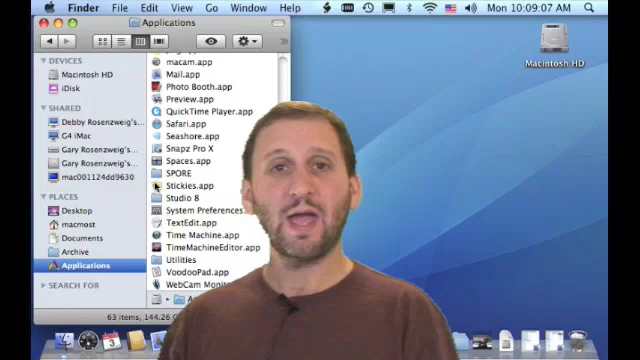 Finder File Edit View Go Window Help
MON 10:09:07 AM
Applications
DEVICES
Macintosh HD
iDisk
SHARED
Debby Rosenzweig's...
G4 iMac
Gary Rosenzweig's...
Gary Rosenzweig's...
mac001124dd9630
PLACES
Desktop
macmost
Documents
Archive
Applications
SEARCH FOR
macam.app
Mail.app
Photo Booth.app
Preview.app
QuickTime Player.app
Safari.app
Seashore.app
Snapz Pro X
Spaces.app
SPORE
Stickies.app
Studio 8
System Preferences.
TextEdit.app
Time Machine.app
TimeMachineEditor.app
Utilities
VoodooPad.app
WebCam Monit
63 items, 144.26
Macintosh HD
3